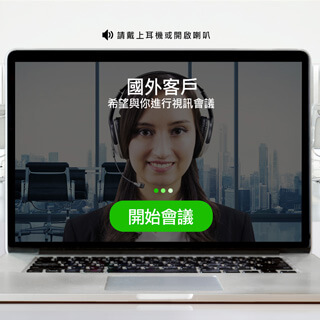 請戴上耳機或開啟喇叭
國外客戶
希望與你進行視訊會議
開始會議